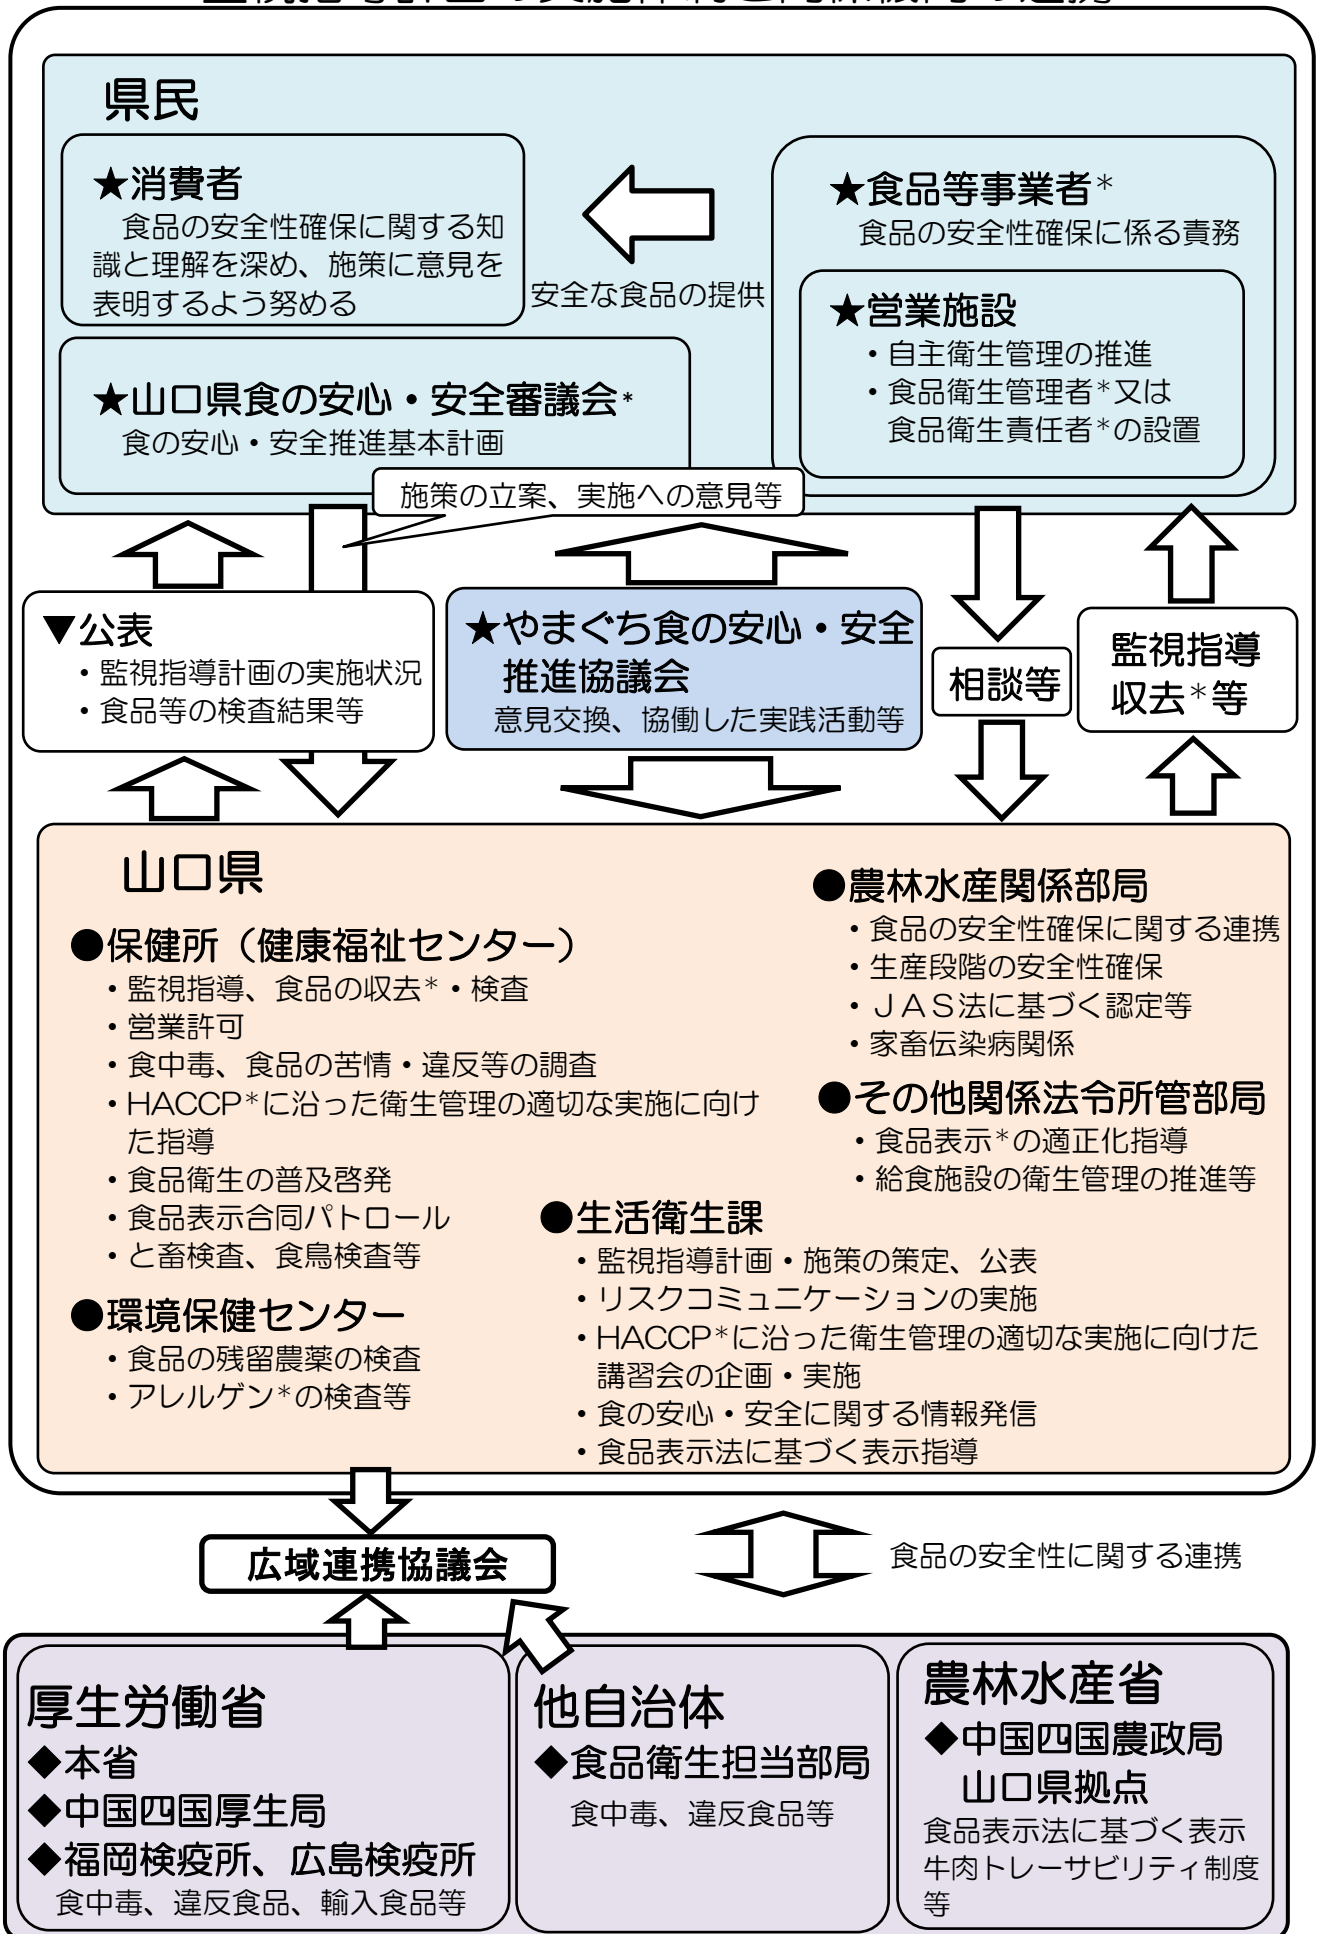 県民
★消費者
食品の安全性確保に関する知
識と理解を深め、施策に意見を
表明するよう努める
安全な食品の提供
★食品等事業者*
食品の安全性確保に係る責務
★営業施設
・自主衛生管理の推進
・食品衛生管理者*又は
食品衛生責任者*の設置
★山口県食の安心・安全審議会*
食の安心・安全推進基本計画
施策の立案、実施への意見等
▼公表
・監視指導計画の実施状況
・食品等の検査結果等
★やまぐち食の安心・安全
推進協議会
意見交換、協働した実践活動等
相談等
監視指導
収去*等
山口県
●保健所（健康福祉センター）
・監視指導、食品の収去*・検査
・営業許可
・食中毒、食品の苦情・違反等の調査
・HACCP*に沿った衛生管理の適切な実施に向け
た指導
・食品衛生の普及啓発
・食品表示合同パトロール
・と畜検査、食鳥検査等
●環境保健センター
・食品の残留農薬の検査
・アレルゲン*の検査等
●農林水産関係部局
・食品の安全性確保に関する連携
・生産段階の安全性確保
・ＪＡＳ法に基づく認定等
・家畜伝染病関係
●その他関係法令所管部局
・食品表示*の適正化指導
・給食施設の衛生管理の推進等
●生活衛生課
・監視指導計画・施策の策定、公表
・リスクコミュニケーションの実施
・HACCP*に沿った衛生管理の適切な実施に向けた
講習会の企画・実施
・食の安心・安全に関する情報発信
・食品表示法に基づく表示指導
広域連携協議会
食品の安全性に関する連携
厚生労働省
◆本省
◆中国四国厚生局
◆福岡検疫所、広島検疫所
食中毒、違反食品、輸入食品等
他自治体
◆食品衛生担当部局
食中毒、違反食品等
農林水産省
◆中国四国農政局
山口県拠点
食品表示法に基づく表示
牛肉トレーサビリティ制度
等